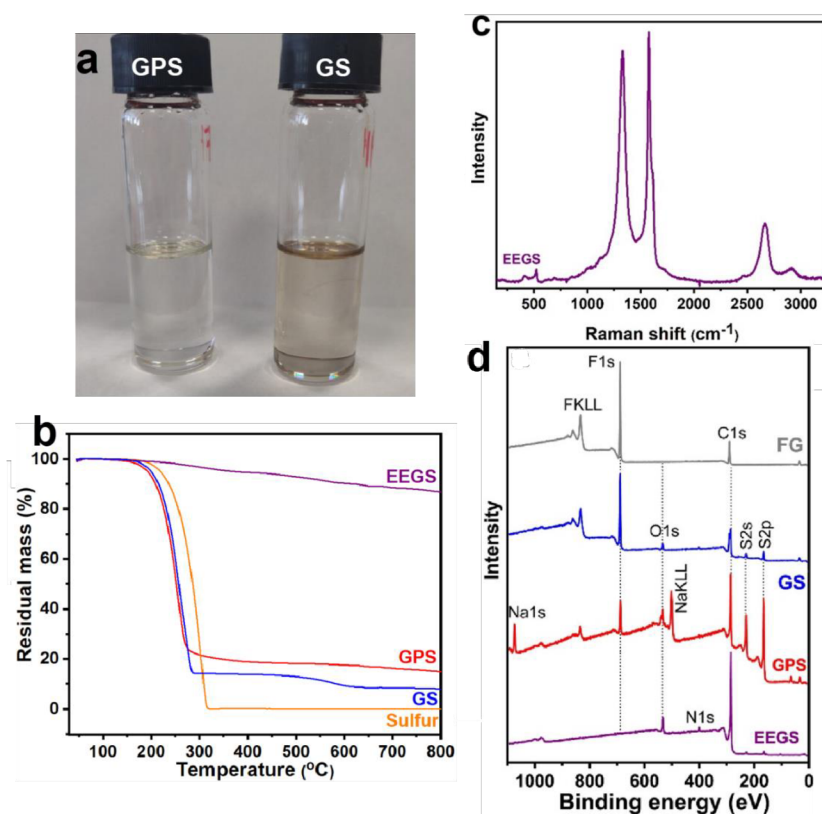 a
GPS
GS
c
Intensity
EEGS
500
1000
1500
2000
2500
3000
Raman shift (cm⁻¹)
b
Residual mass (%)
100
80
60
40
20
0
EEGS
GPS
GS
Sulfur
100
200
300
400
500
600
700
800
Temperature (ºC)
d
Intensity
F1s
FKLL
C1s
FG
O1s
S2s
S2p
GS
Na1s
NaKLL
GPS
N1s
EEGS
1000
800
600
400
200
0
Binding energy (eV)